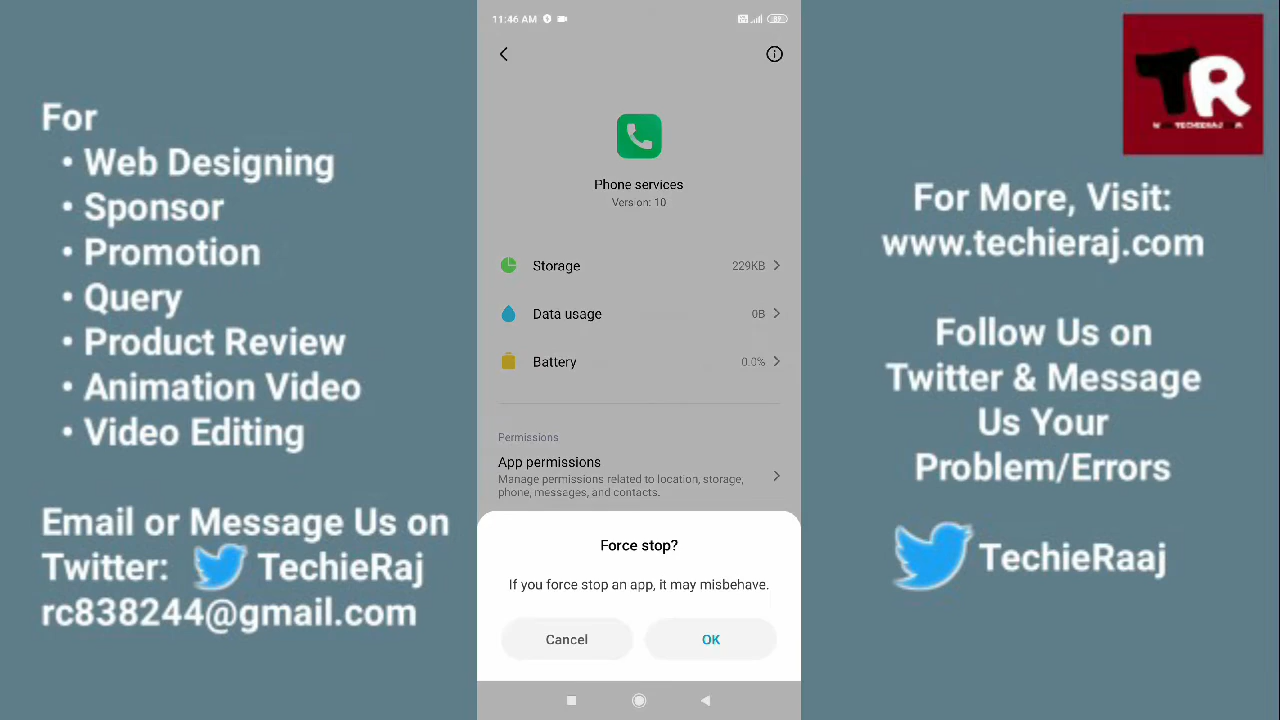 For
• Web Designing
• Sponsor
• Promotion
• Query
• Product Review
• Animation Video
• Video Editing
Email or Message Us on
Twitter: TechieRaj
rc838244@gmail.com
11:46 AM
87
Phone services
Version: 10
Storage 229KB
Data usage 0B
Battery 0.0%
Permissions
App permissions
Manage permissions related to location, storage,
phone, messages, and contacts.
Force stop?
If you force stop an app, it may misbehave.
Cancel OK
TR
For More, Visit:
www.techieraj.com
Follow Us on
Twitter & Message
Us Your
Problem/Errors
TechieRaaj